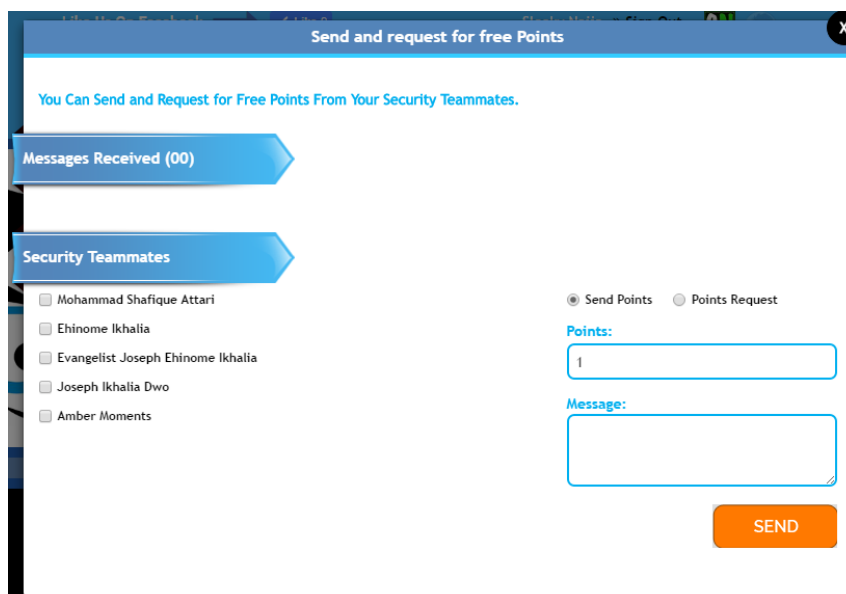 Send and request for free Points
X
You Can Send and Request for Free Points From Your Security Teammates.
Messages Received (00)
Security Teammates
Mohammad Shafique Attari
Ehinome Ikhalia
Evangelist Joseph Ehinome Ikhalia
Joseph Ikhalia Dwo
Amber Moments
Send Points Points Request
Points:
1
Message:
SEND